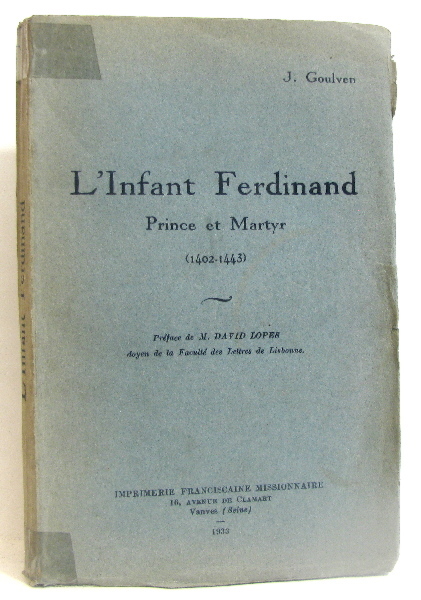 J. Goulven
L'Infant Ferdinand
Prince et Martyr
(1402-1443)
Préface de M. DAVID LOPES
doyen de la Faculté des Lettres de Lisbonne.
IMPRIMERIE FRANCISCAINE MISSIONNAIRE
16, AVENUE DE CLAMART
Vanves (Seine)
1933
L'Infant Ferdinand